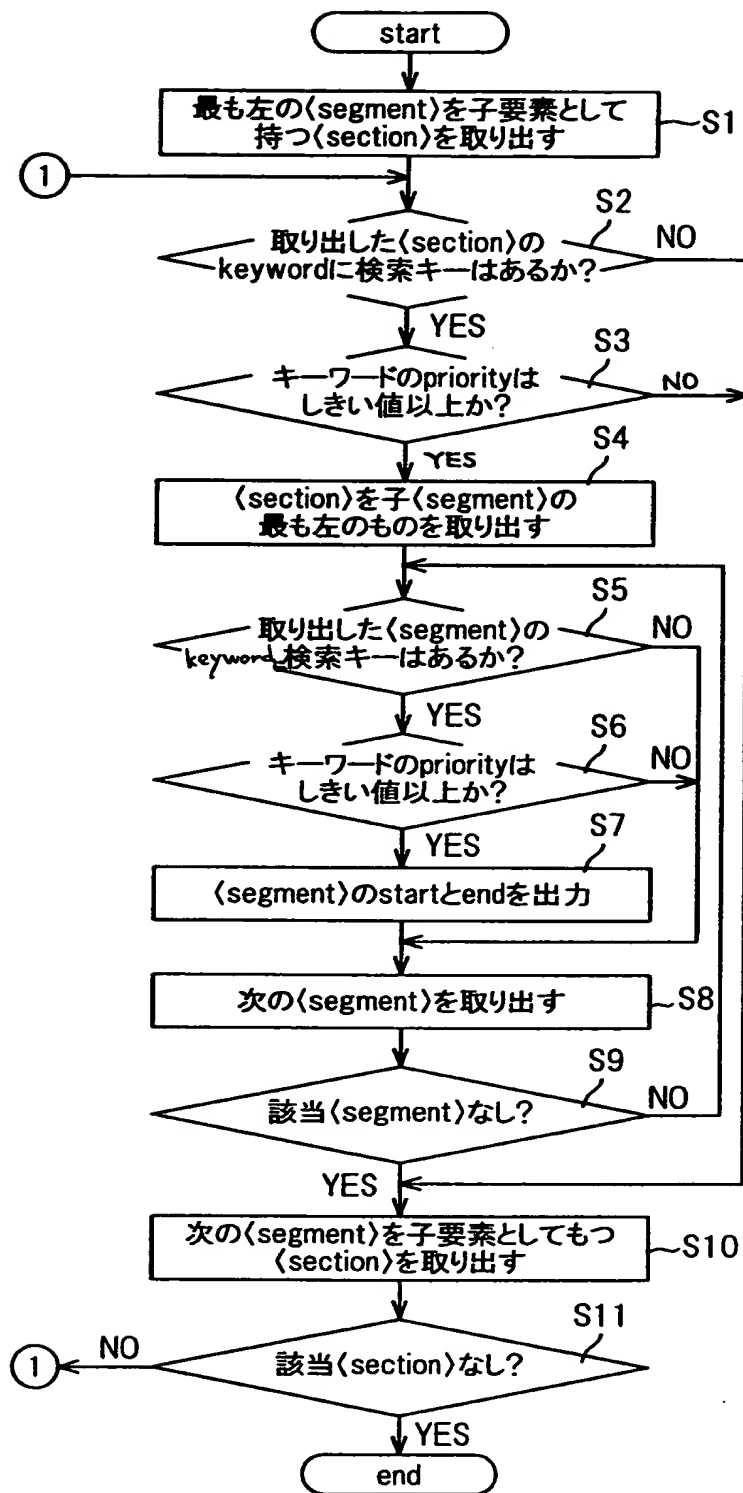 start
最も左の〈segment〉を子要素として
持つ〈section〉を取り出す
S1
1
S2
取り出した〈section〉の
keywordに検索キーはあるか?
NO
YES
S3
キーワードのpriorityは
しきい値以上か?
NO
YES
S4
〈section〉を子〈segment〉の
最も左のものを取り出す
S5
取り出した〈segment〉の
keywordに検索キーはあるか?
NO
YES
S6
キーワードのpriorityは
しきい値以上か?
NO
YES
S7
〈segment〉のstartとendを出力
次の〈segment〉を取り出す
S8
S9
該当〈segment〉なし?
NO
YES
次の〈segment〉を子要素としてもつ
〈section〉を取り出す
S10
S11
NO
1
該当〈section〉なし?
YES
end